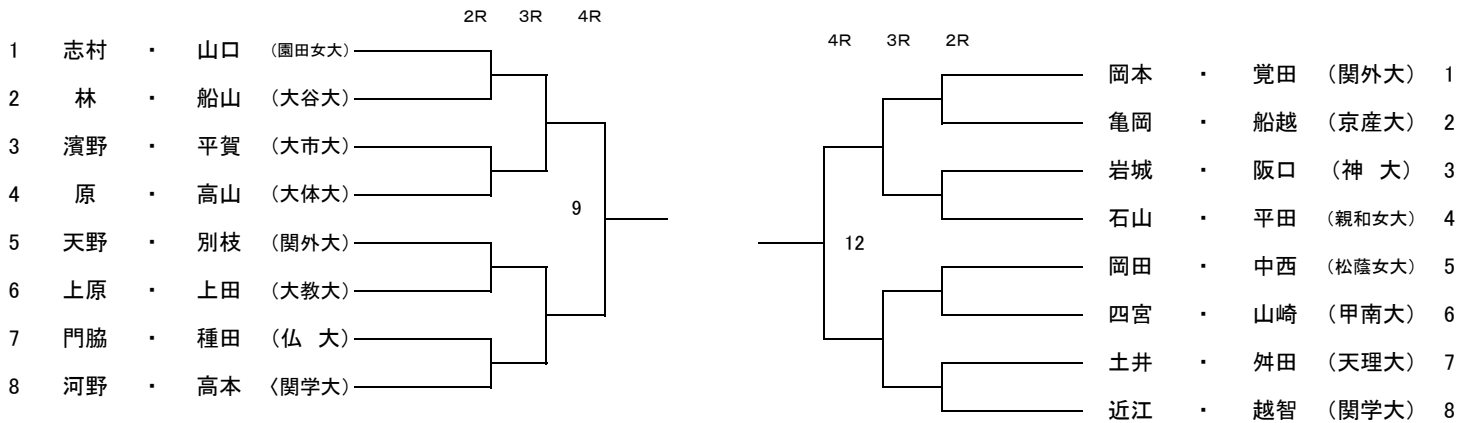 2R 3R 4R
1 志村 ・ 山口 (園田女大)
2 林 ・ 船山 (大谷大)
3 濱野 ・ 平賀 (大市大)
4 原 ・ 高山 (大体大)
9
5 天野 ・ 別枝 (関外大)
6 上原 ・ 上田 (大教大)
7 門脇 ・ 種田 (仏 大)
8 河野 ・ 高本 〈関学大)
4R 3R 2R
岡本 ・ 覚田 (関外大) 1
亀岡 ・ 船越 (京産大) 2
岩城 ・ 阪口 (神 大) 3
石山 ・ 平田 (親和女大) 4
12
岡田 ・ 中西 (松蔭女大) 5
四宮 ・ 山崎 (甲南大) 6
土井 ・ 舛田 (天理大) 7
近江 ・ 越智 (関学大) 8